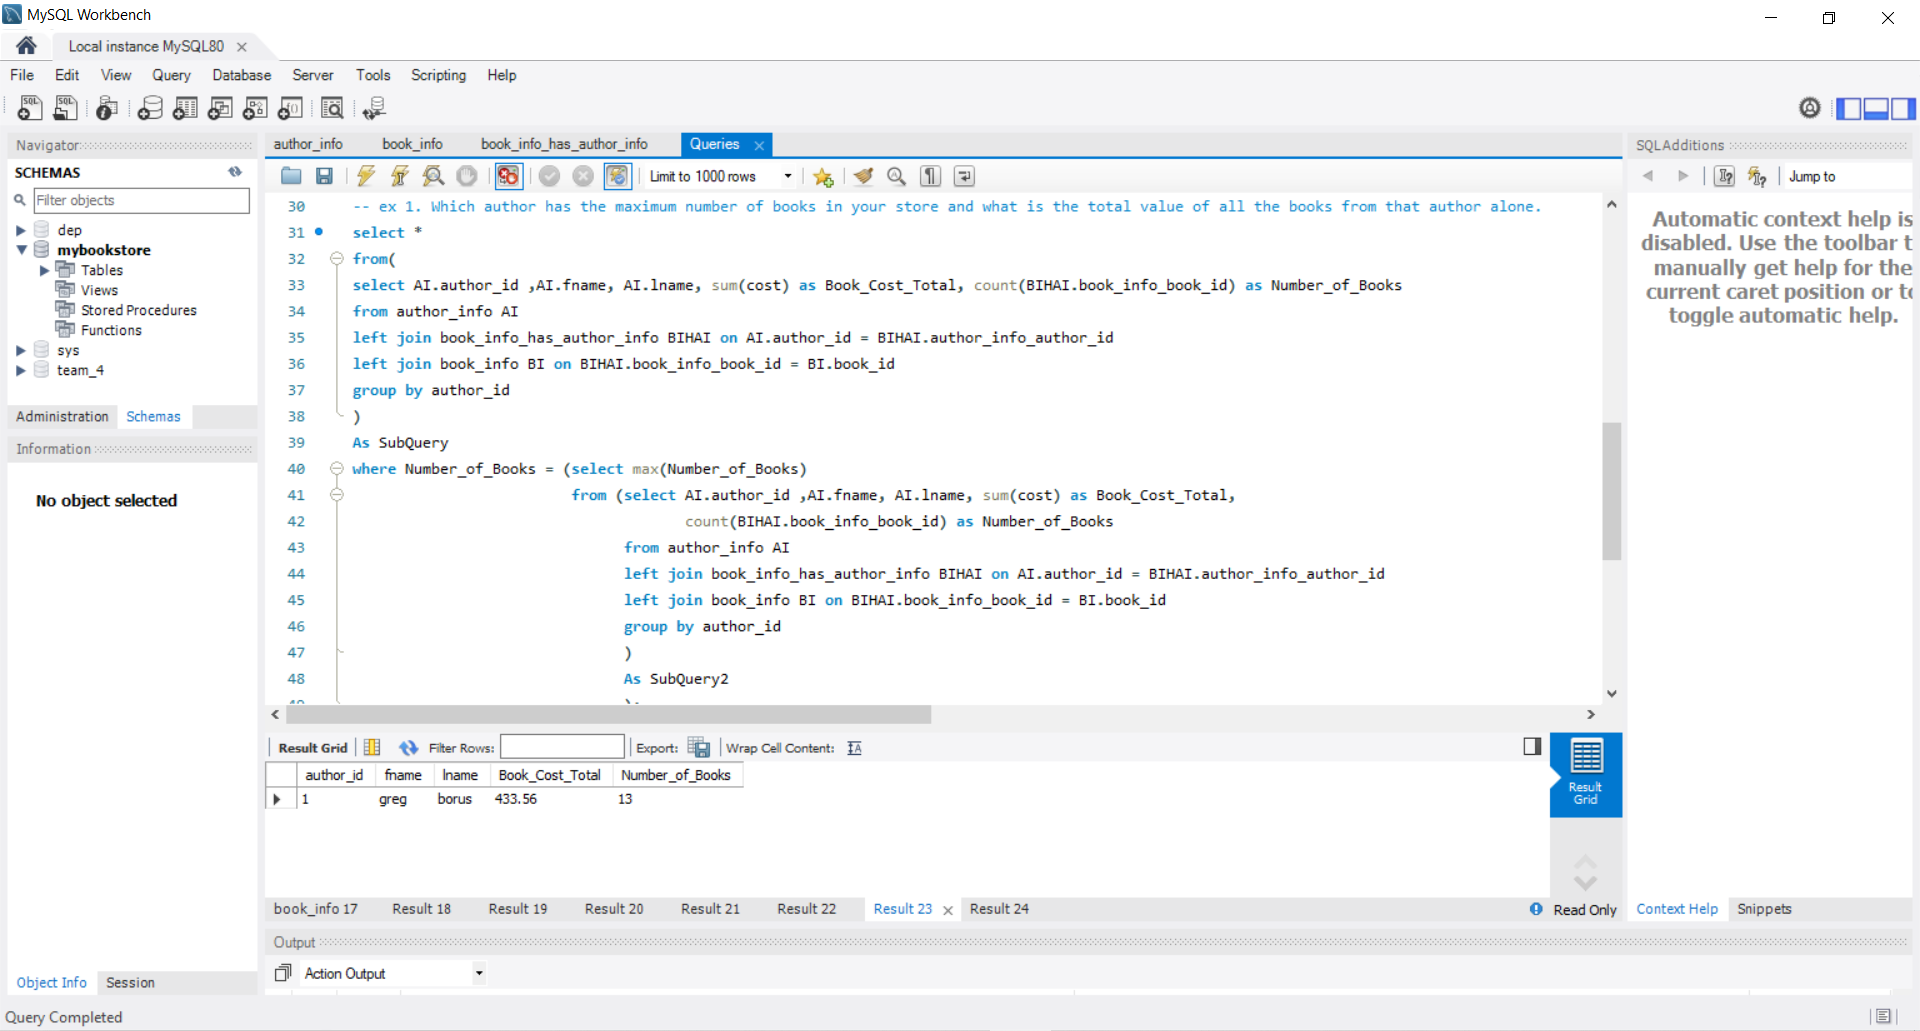 MySQL Workbench
Local instance MySQL80
File Edit View Query Database Server Tools Scripting Help
Navigator
SCHEMAS
Filter objects
dep
mybookstore
Tables
Views
Stored Procedures
Functions
sys
team_4
Administration Schemas
Information
No object selected
Object Info Session
author_info book_info book_info_has_author_info Queries
Limit to 1000 rows
30 -- ex 1. Which author has the maximum number of books in your store and what is the total value of all the books from that author alone.
31 select *
32 from(
33 select AI.author_id ,AI.fname, AI.lname, sum(cost) as Book_Cost_Total, count(BIHAI.book_info_book_id) as Number_of_Books
34 from author_info AI
35 left join book_info_has_author_info BIHAI on AI.author_id = BIHAI.author_info_author_id
36 left join book_info BI on BIHAI.book_info_book_id = BI.book_id
37 group by author_id
38 )
39 As SubQuery
40 where Number_of_Books = (select max(Number_of_Books)
41 from (select AI.author_id ,AI.fname, AI.lname, sum(cost) as Book_Cost_Total,
42 count(BIHAI.book_info_book_id) as Number_of_Books
43 from author_info AI
44 left join book_info_has_author_info BIHAI on AI.author_id = BIHAI.author_info_author_id
45 left join book_info BI on BIHAI.book_info_book_id = BI.book_id
46 group by author_id
47 )
48 As SubQuery2
Result Grid Filter Rows: Export: Wrap Cell Content:
author_id fname lname Book_Cost_Total Number_of_Books
1 greg borus 433.56 13
Result Grid
book_info 17 Result 18 Result 19 Result 20 Result 21 Result 22 Result 23 Result 24
Read Only
Output
Action Output
SQLAdditions
Jump to
Automatic context help is
disabled. Use the toolbar t
manually get help for the
current caret position or to
toggle automatic help.
Context Help Snippets
Query Completed